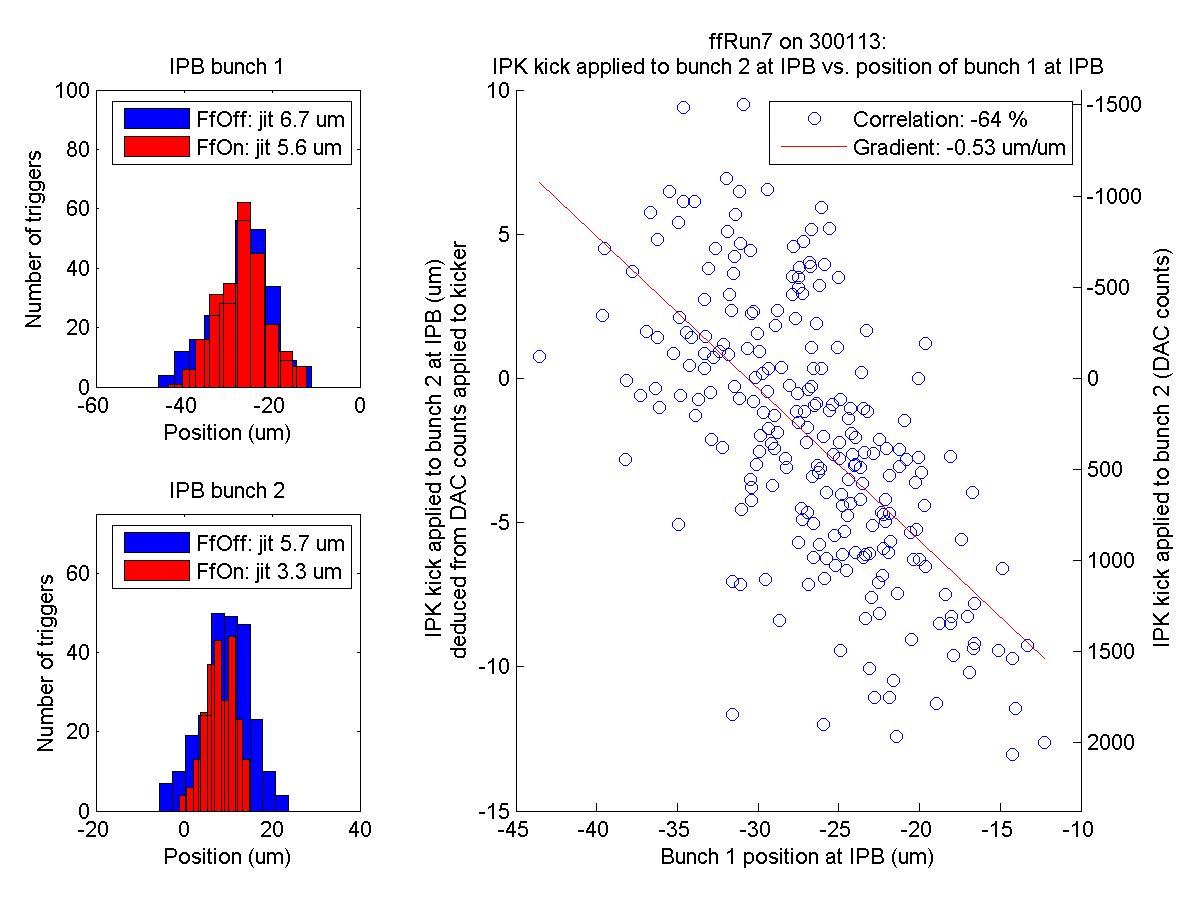 IPB bunch 1
100
80
60
40
20
0
-60
-40
-20
0
Number of triggers
Position (um)
FfOff: jit 6.7 um
FfOn: jit 5.6 um
IPB bunch 2
60
40
20
0
-20
0
20
40
Number of triggers
Position (um)
FfOff: jit 5.7 um
FfOn: jit 3.3 um
ffRun7 on 300113:
IPK kick applied to bunch 2 at IPB vs. position of bunch 1 at IPB
Correlation: -64 %
Gradient: -0.53 um/um
10
5
0
-5
-10
-15
IPK kick applied to bunch 2 at IPB (um)
deduced from DAC counts applied to kicker
-45
-40
-35
-30
-25
-20
-15
-10
Bunch 1 position at IPB (um)
-1500
-1000
-500
0
500
1000
1500
2000
IPK kick applied to bunch 2 (DAC counts)